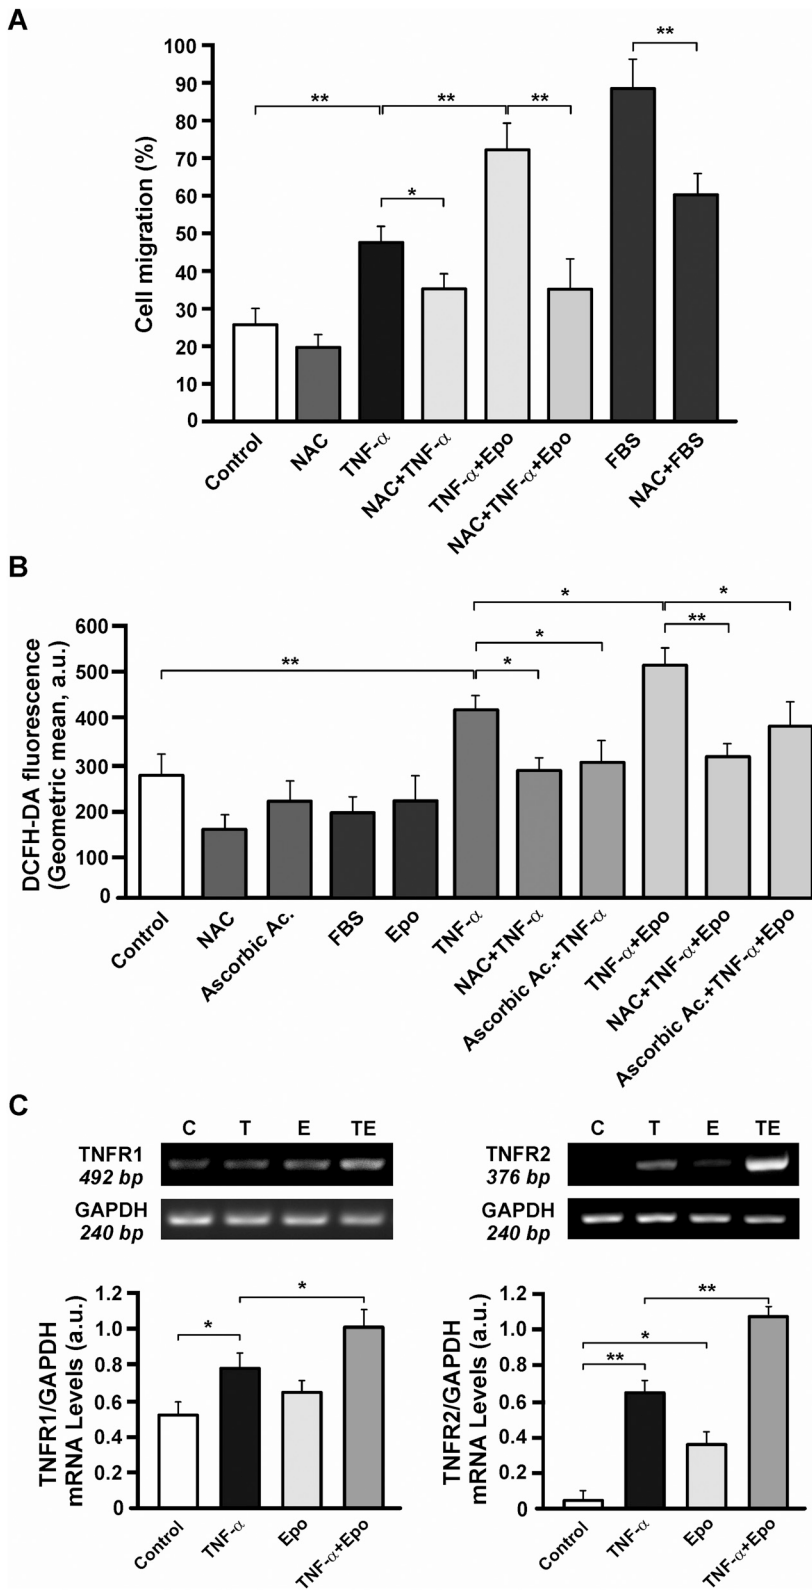 A
**
** ** **
*
Cell migration (%)
100
90
80
70
60
50
40
30
20
10
0
Control
NAC
TNF-α
NAC+TNF-α
TNF-α+Epo
NAC+TNF-α+Epo
FBS
NAC+FBS
B
* *
**
*
** *
DCFH-DA fluorescence
(Geometric mean, a.u.)
600
500
400
300
200
100
0
Control
NAC
Ascorbic Ac.
FBS
Epo
TNF-α
NAC+TNF-α
Ascorbic Ac.+TNF-α
TNF-α+Epo
NAC+TNF-α+Epo
Ascorbic Ac.+TNF-α+Epo
C
C T E TE
TNFR1
492 bp
GAPDH
240 bp
C T E TE
TNFR2
376 bp
GAPDH
240 bp
TNFR1/GAPDH
mRNA Levels (a.u.)
1.2
1.0
0.8
0.6
0.4
0.2
0
*
*
Control
TNF-α
Epo
TNF-α+Epo
TNFR2/GAPDH
mRNA Levels (a.u.)
1.2
1.0
0.8
0.6
0.4
0.2
0
**
*
**
Control
TNF-α
Epo
TNF-α+Epo